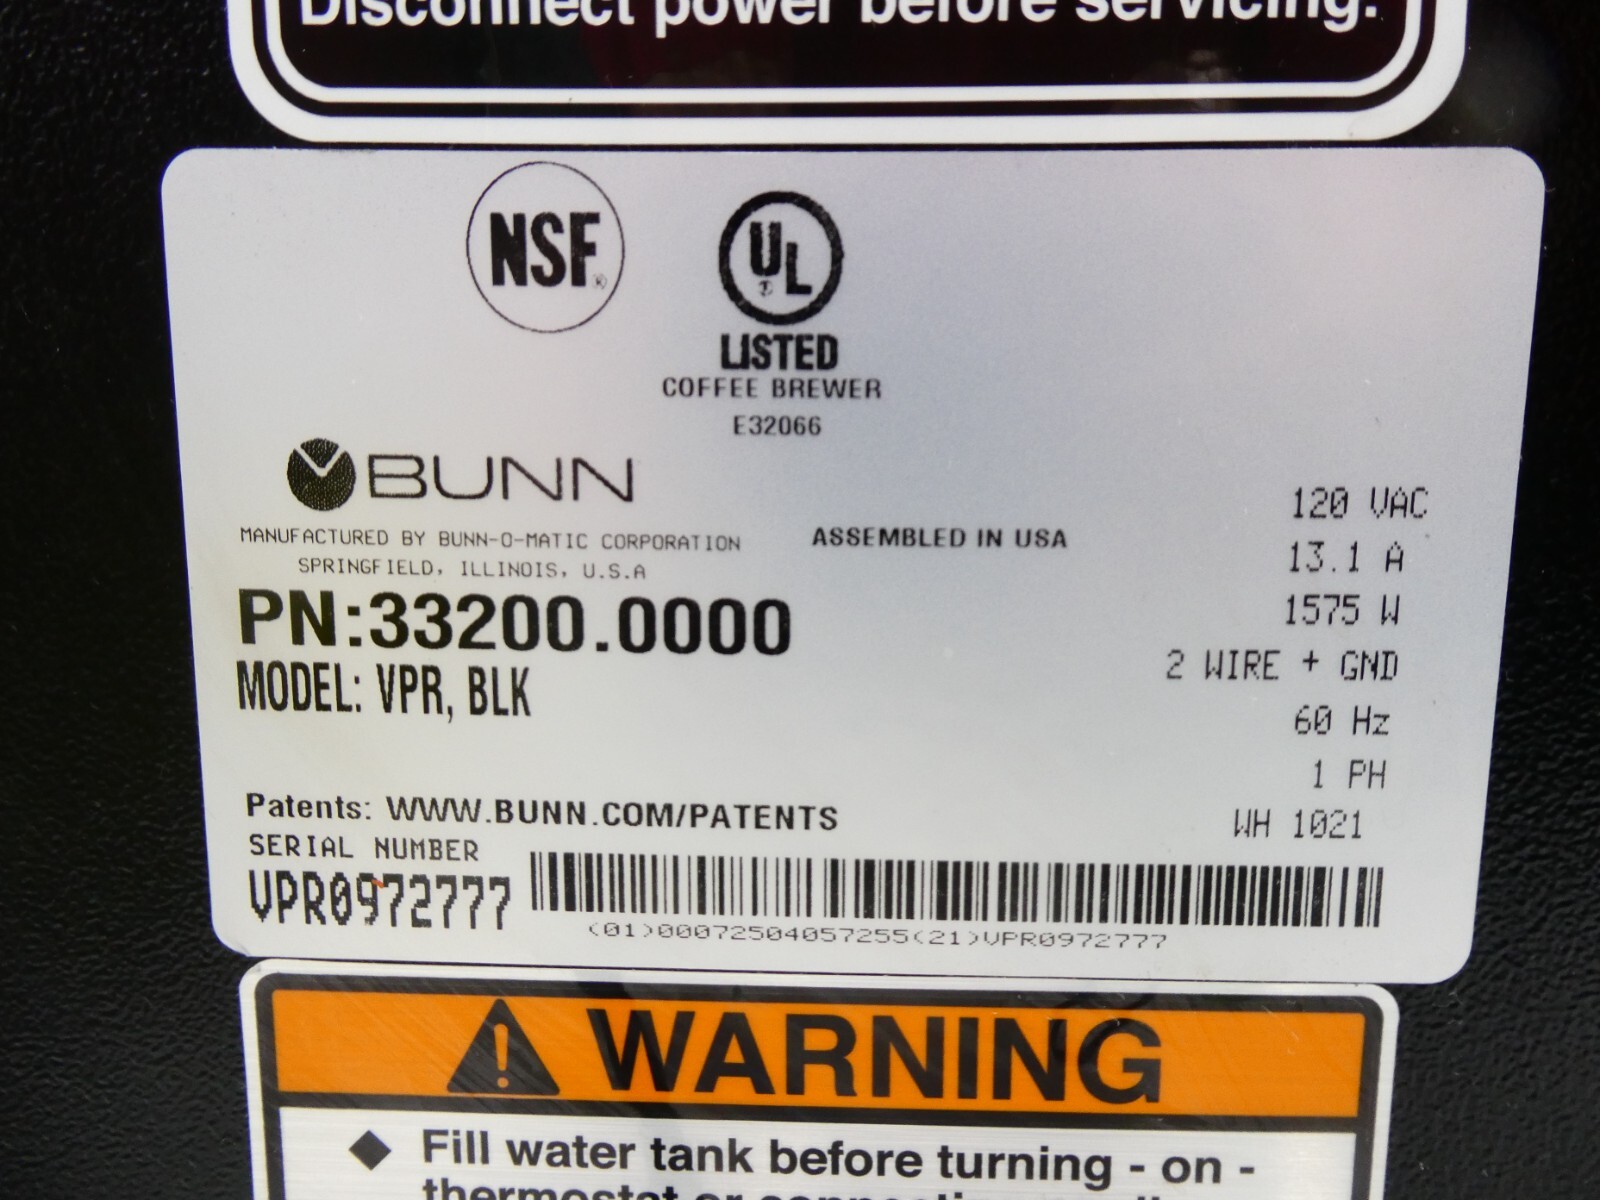 Disconnect power before servicing.
NSF®
UL®
LISTED
COFFEE BREWER
E32066
BUNN
MANUFACTURED BY BUNN-O-MATIC CORPORATION
SPRINGFIELD, ILLINOIS, U.S.A
ASSEMBLED IN USA
PN:33200.0000
MODEL: VPR, BLK
120 VAC
13.1 A
1575 W
2 WIRE + GND
60 Hz
1 PH
WH 1021
Patents: WWW.BUNN.COM/PATENTS
SERIAL NUMBER
VPR0972777
(01)00072504057255(21)VPR0972777
WARNING
◆ Fill water tank before turning - on -
thermostat or connecting